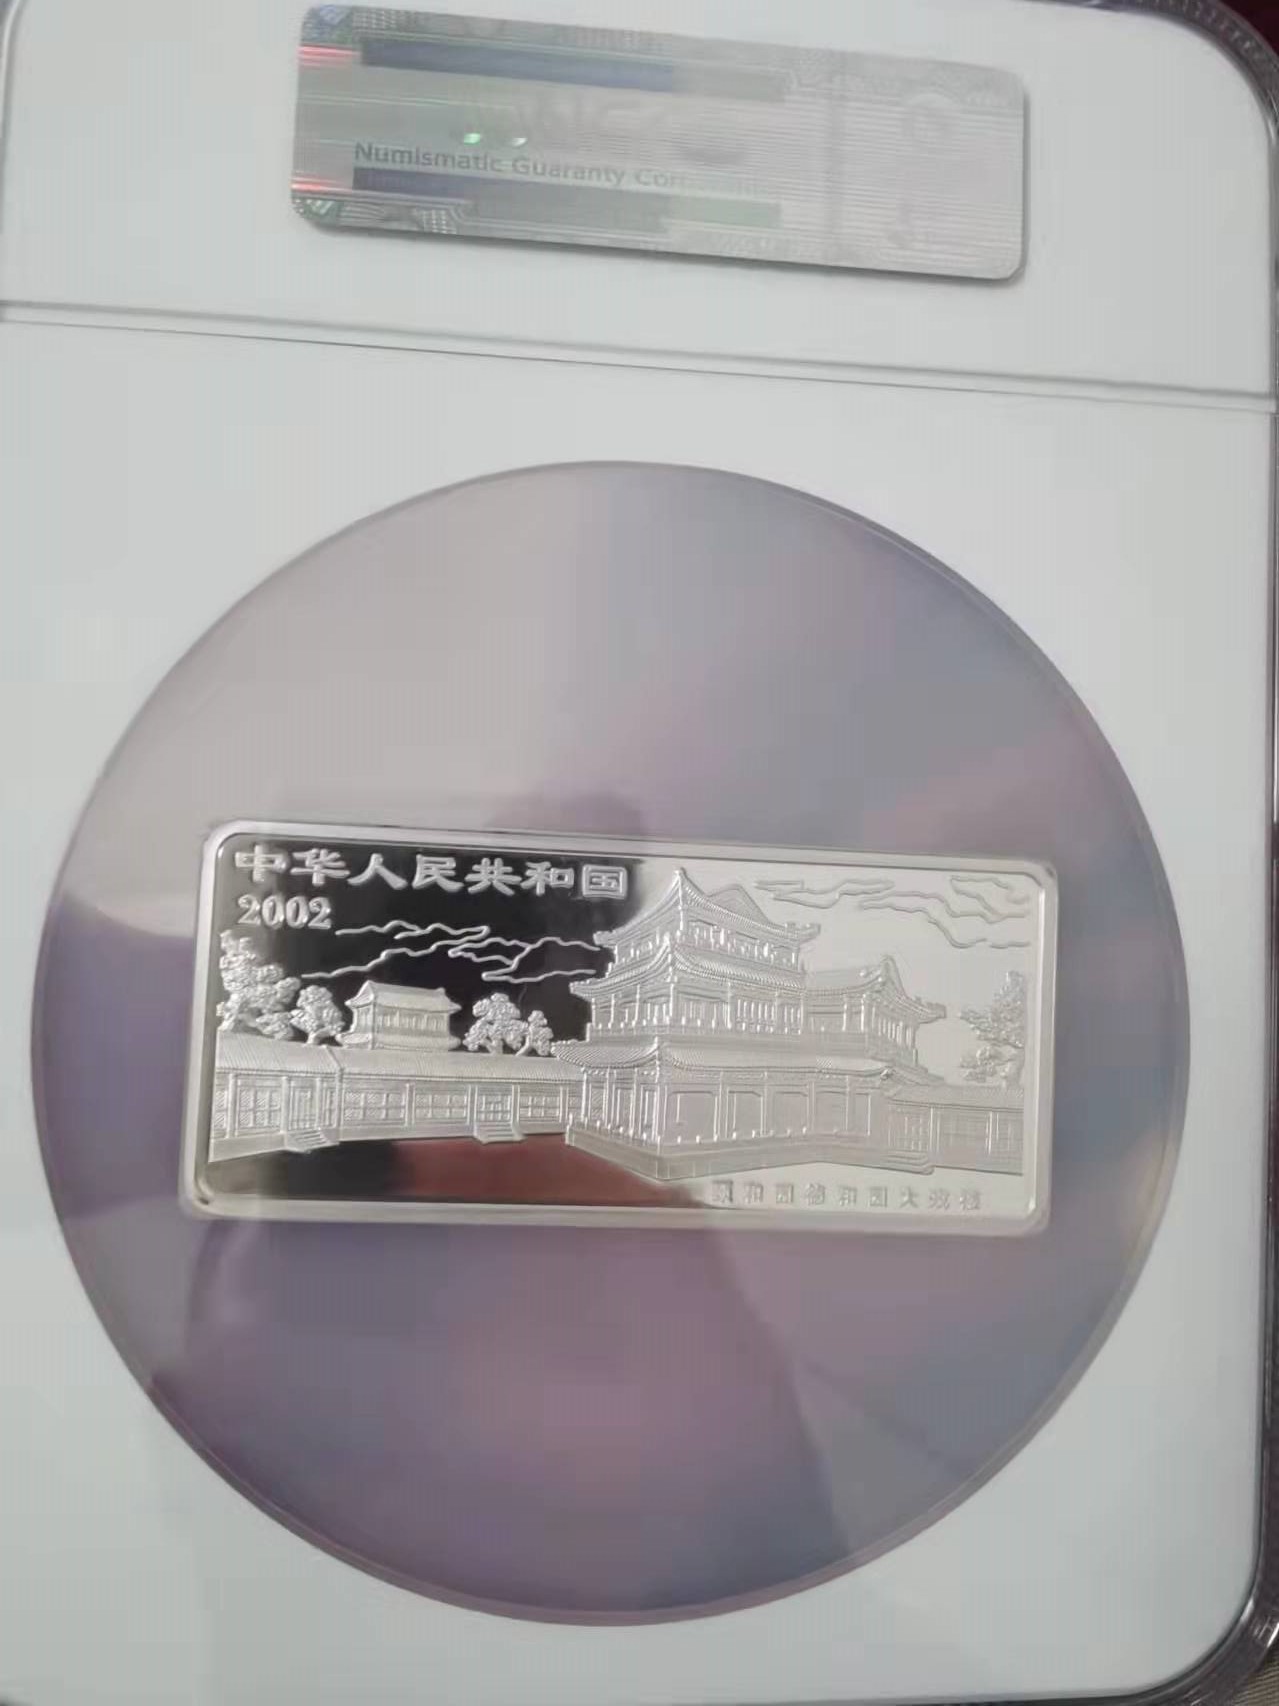 Numismatic Guaranty Corporation
中华人民共和国
2002
颐和园德和园大戏楼